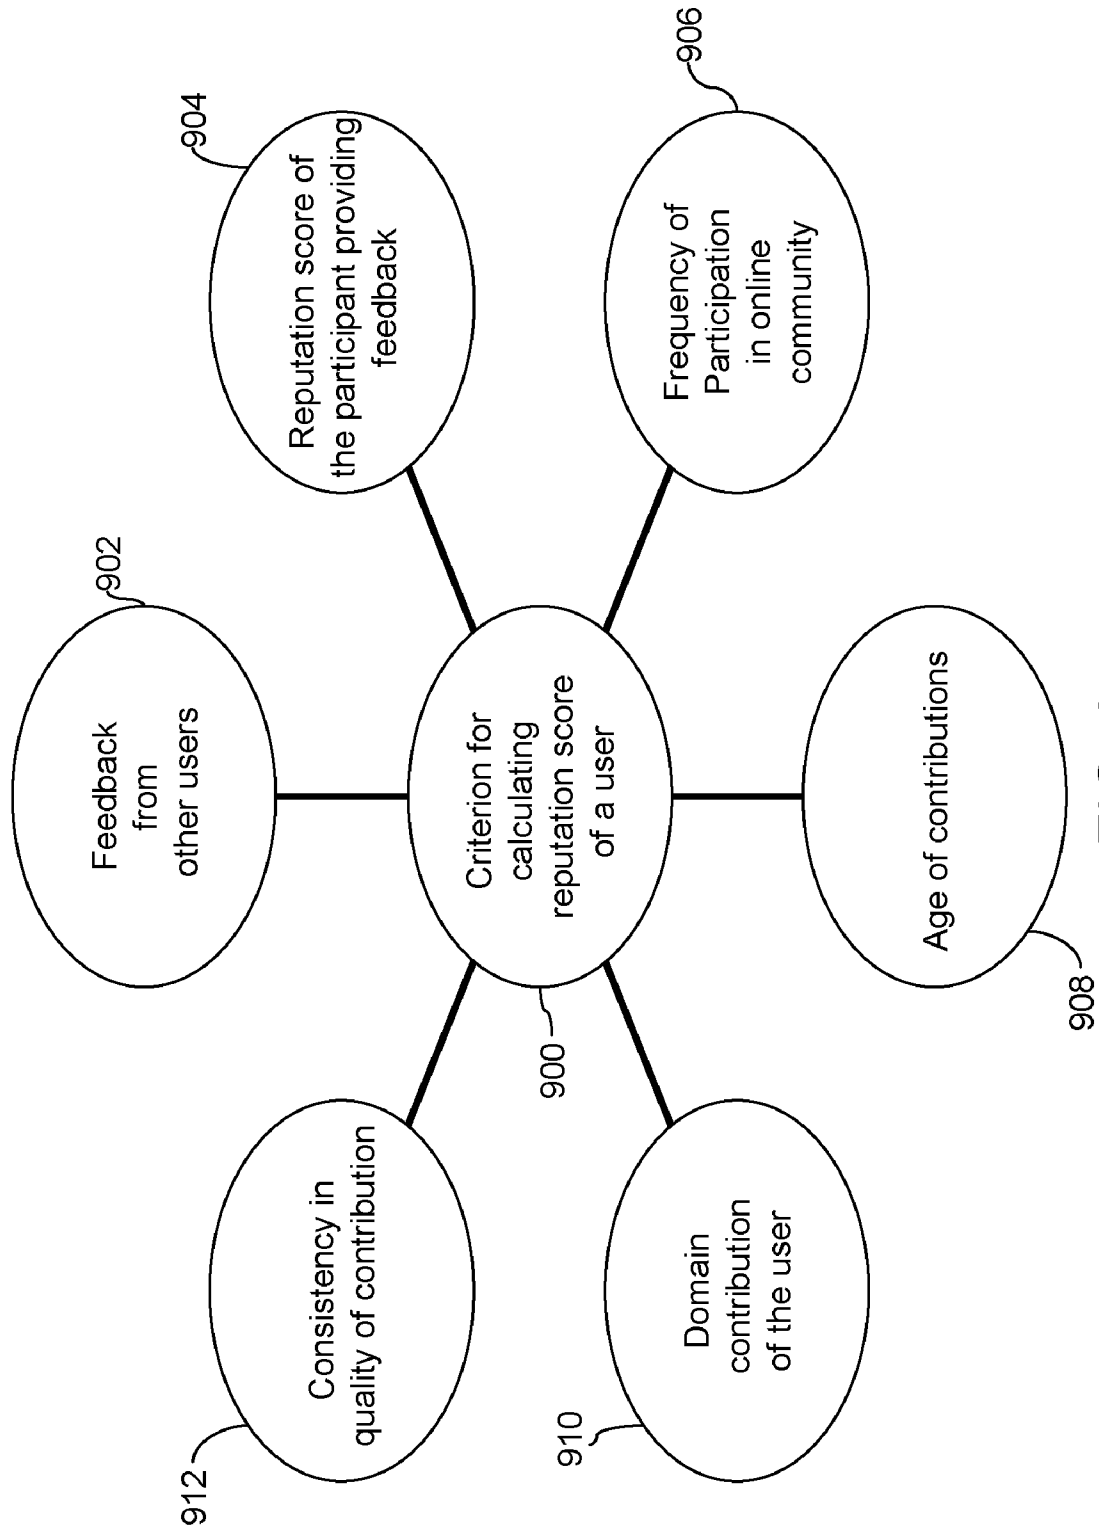 902
Feedback
from
other users
904
Reputation score of
the participant providing
feedback
906
Frequency of
Participation
in online
community
Criterion for
calculating
reputation score
of a user
900
Age of contributions
908
Domain
contribution
of the user
910
Consistency in
quality of contribution
912